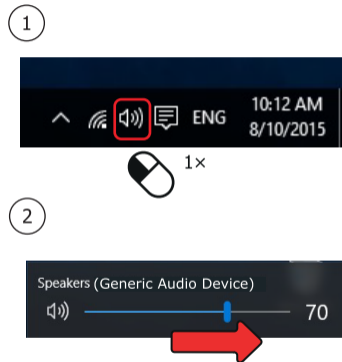 1
ENG
10:12 AM
8/10/2015
1×
2
Speakers (Generic Audio Device)
70